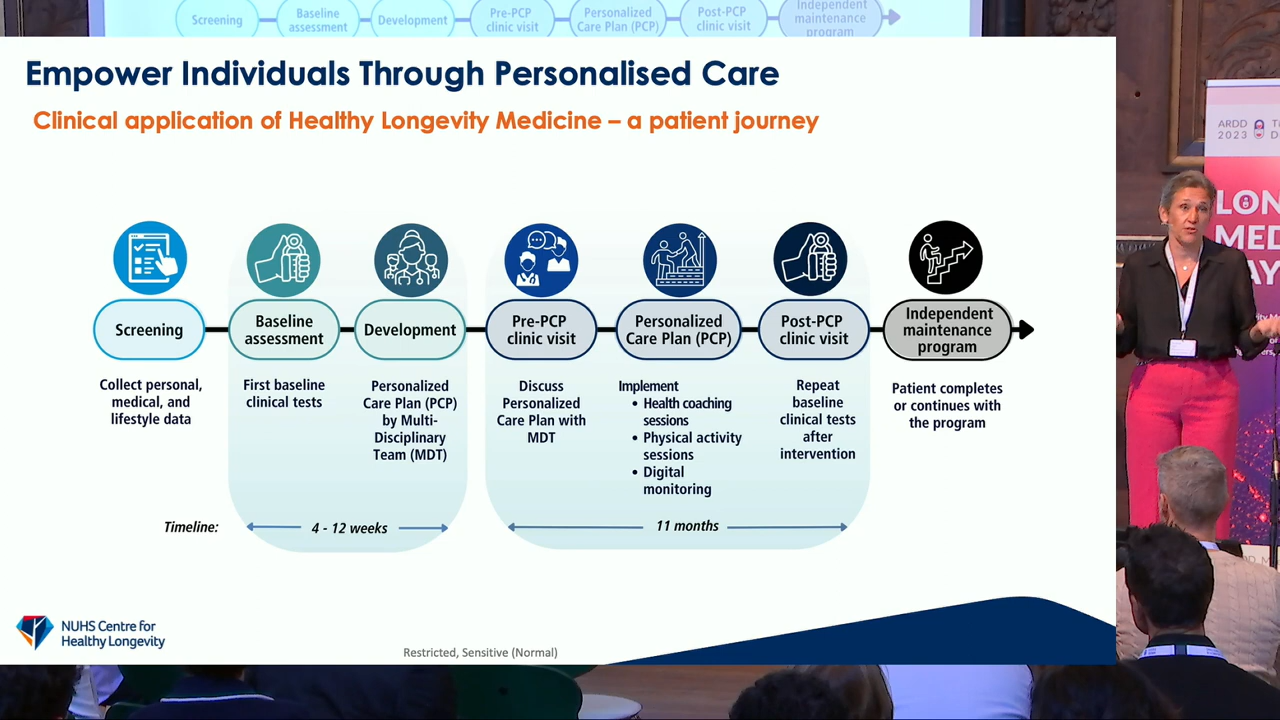 Screening
Baseline
assessment
Development
Pre-PCP
clinic visit
Personalized
Care Plan (PCP)
Post-PCP
clinic visit
Independent
maintenance
program
Empower Individuals Through Personalised Care
Clinical application of Healthy Longevity Medicine – a patient journey
Screening
Baseline
assessment
Development
Pre-PCP
clinic visit
Personalized
Care Plan (PCP)
Post-PCP
clinic visit
Independent
maintenance
program
Collect personal,
medical, and
lifestyle data
First baseline
clinical tests
Personalized
Care Plan (PCP)
by Multi-
Disciplinary
Team (MDT)
Discuss
Personalized
Care Plan with
MDT
Implement
• Health coaching
sessions
• Physical activity
sessions
• Digital
monitoring
Repeat
baseline
clinical tests
after
intervention
Patient completes
or continues with
the program
Timeline:
4 - 12 weeks
11 months
NUHS Centre for
Healthy Longevity
Restricted, Sensitive (Normal)
ARDD
2023
LON
MED
AY